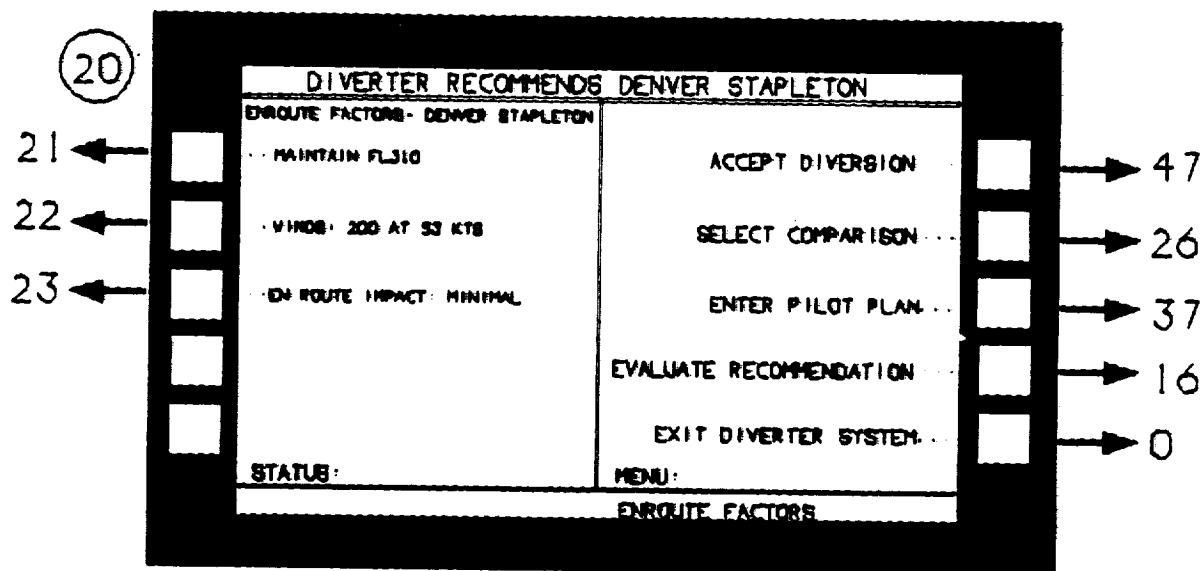 20
DIVERTER RECOMMENDS DENVER STAPLETON
ENROUTE FACTORS- DENVER STAPLETON
21
MAINTAIN FL310
ACCEPT DIVERSION
47
22
WINDS: 200 AT 53 KTS
SELECT COMPARISON
26
23
EN ROUTE IMPACT: MINIMAL
ENTER PILOT PLAN
37
EVALUATE RECOMMENDATION
16
EXIT DIVERTER SYSTEM
0
STATUS:
MENU:
ENROUTE FACTORS